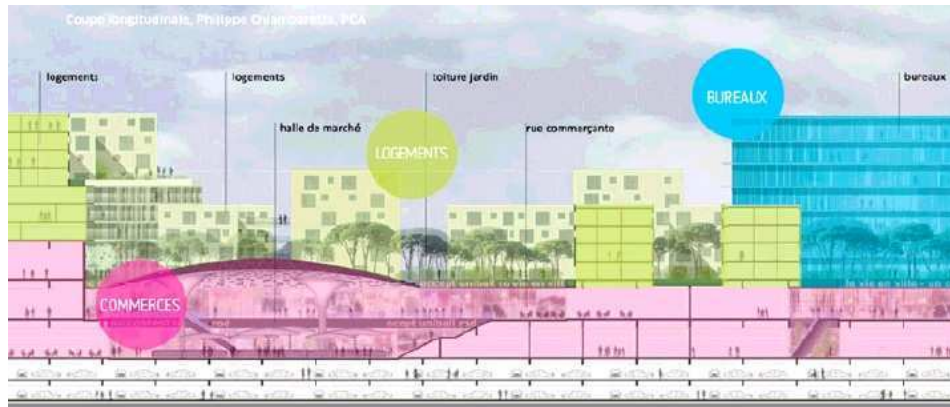 Coupe longitudinale, Philippe Chiambaretta, PCA
logements
logements
toiture jardin
bureaux
BUREAUX
halle de marché
rue commerçante
LOGEMENTS
COMMERCES